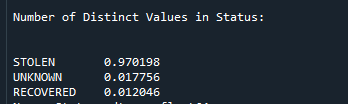 Number of Distinct Values in Status:
STOLEN 0.970198
UNKNOWN 0.017756
RECOVERED 0.012046